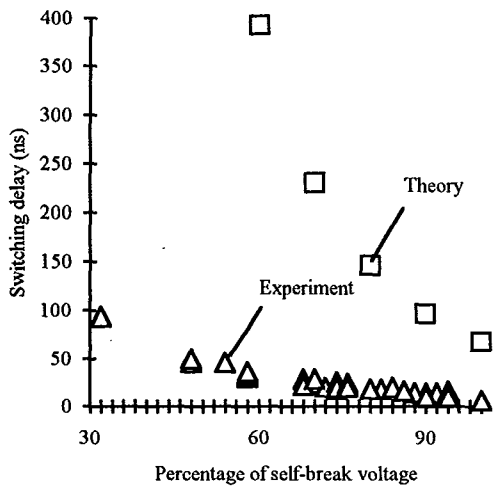 400
350
300
250
200
150
100
50
0
Switching delay (ns)
Theory
Experiment
30 60 90
Percentage of self-break voltage